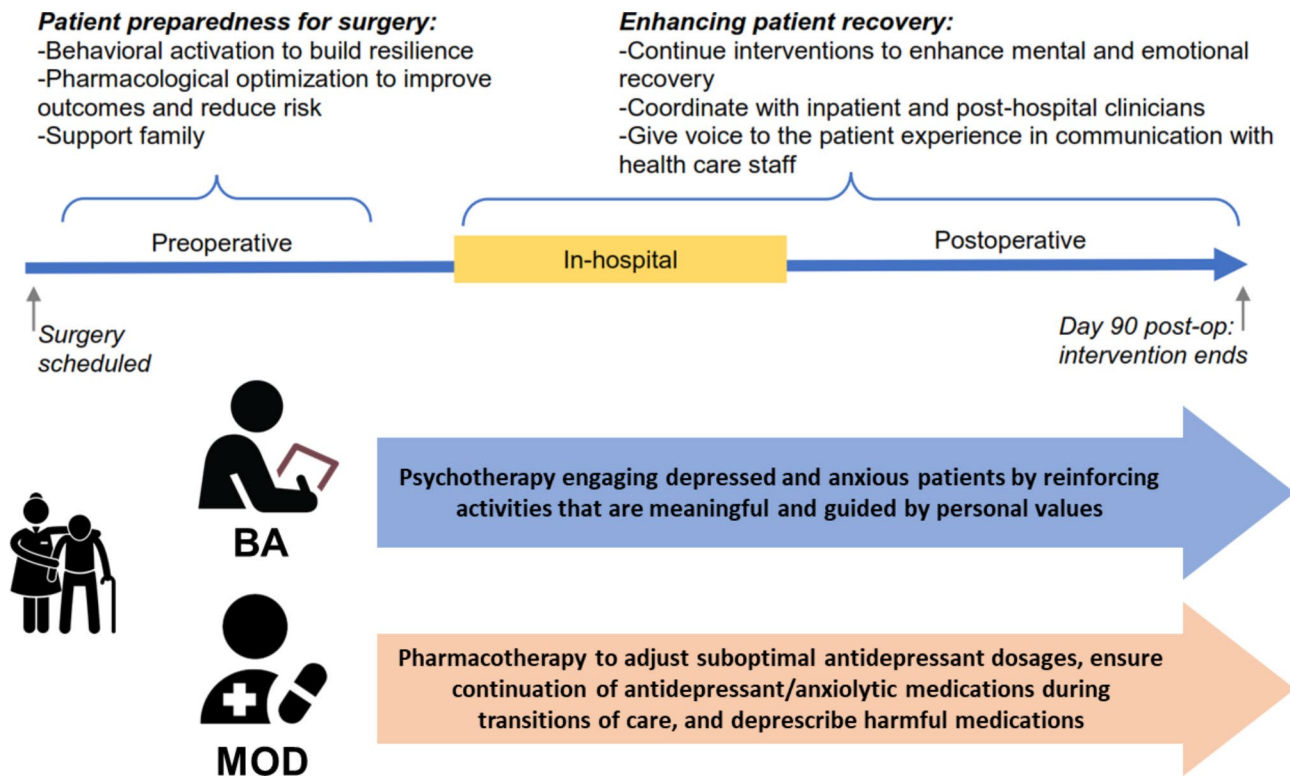 Patient preparedness for surgery:
-Behavioral activation to build resilience
-Pharmacological optimization to improve
outcomes and reduce risk
-Support family
Enhancing patient recovery:
-Continue interventions to enhance mental and emotional
recovery
-Coordinate with inpatient and post-hospital clinicians
-Give voice to the patient experience in communication with
health care staff
Preoperative
In-hospital
Postoperative
Surgery
scheduled
Day 90 post-op:
intervention ends
BA
Psychotherapy engaging depressed and anxious patients by reinforcing
activities that are meaningful and guided by personal values
MOD
Pharmacotherapy to adjust suboptimal antidepressant dosages, ensure
continuation of antidepressant/anxiolytic medications during
transitions of care, and deprescribe harmful medications